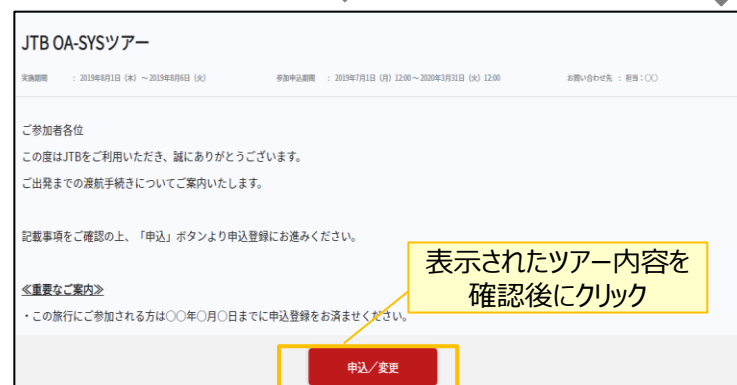 JTB OA-SYSツアー
実施期間 : 2019年8月1日（木）～2019年8月6日（火） 参加申込期間 : 2019年7月1日（月）12:00～2020年3月31日（火）12:00 お問い合わせ先 : 担当：〇〇
ご参加者各位
この度はJTBをご利用いただき、誠にありがとうございます。
ご出発までの渡航手続きについてご案内いたします。
記載事項をご確認の上、「申込」ボタンより申込登録にお進みください。
表示されたツアー内容を
確認後にクリック
≪重要なご案内≫
・この旅行にご参加される方は〇〇年〇月〇日までに申込登録をお済ませください。
申込／変更